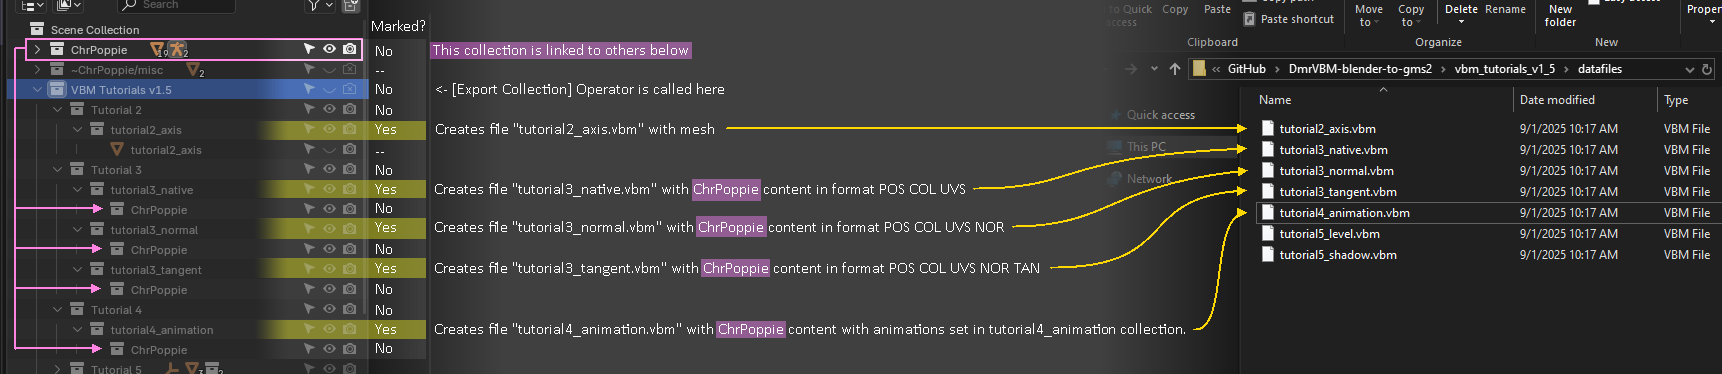 Search
Scene Collection
ChrPoppie 19 2
~ChrPoppie/misc 2
VBM Tutorials v1.5
Tutorial 2
tutorial2_axis
tutorial2_axis
Tutorial 3
tutorial3_native
ChrPoppie
tutorial3_normal
ChrPoppie
tutorial3_tangent
ChrPoppie
Tutorial 4
tutorial4_animation
ChrPoppie
Tutorial 5 3 2
Marked?
No
--
No
No
Yes
--
No
Yes
No
Yes
No
Yes
No
No
Yes
No
This collection is linked to others below
<- [Export Collection] Operator is called here
Creates file "tutorial2_axis.vbm" with mesh
Creates file "tutorial3_native.vbm" with ChrPoppie content in format POS COL UVS
Creates file "tutorial3_normal.vbm" with ChrPoppie content in format POS COL UVS NOR
Creates file "tutorial3_tangent.vbm" with ChrPoppie content in format POS COL UVS NOR TAN
Creates file "tutorial4_animation.vbm" with ChrPoppie content with animations set in tutorial4_animation collection.
to Quick access
Copy
Paste
Paste shortcut
Clipboard
Move to
Copy to
Delete
Rename
Organize
New folder
New
Proper
« GitHub > DmrVBM-blender-to-gms2 > vbm_tutorials_v1_5 > datafiles
Quick access
This PC
Network
Name Date modified Type
tutorial2_axis.vbm 9/1/2025 10:17 AM VBM File
tutorial3_native.vbm 9/1/2025 10:17 AM VBM File
tutorial3_normal.vbm 9/1/2025 10:17 AM VBM File
tutorial3_tangent.vbm 9/1/2025 10:17 AM VBM File
tutorial4_animation.vbm 9/1/2025 10:17 AM VBM File
tutorial5_level.vbm 9/1/2025 10:17 AM VBM File
tutorial5_shadow.vbm 9/1/2025 10:17 AM VBM File